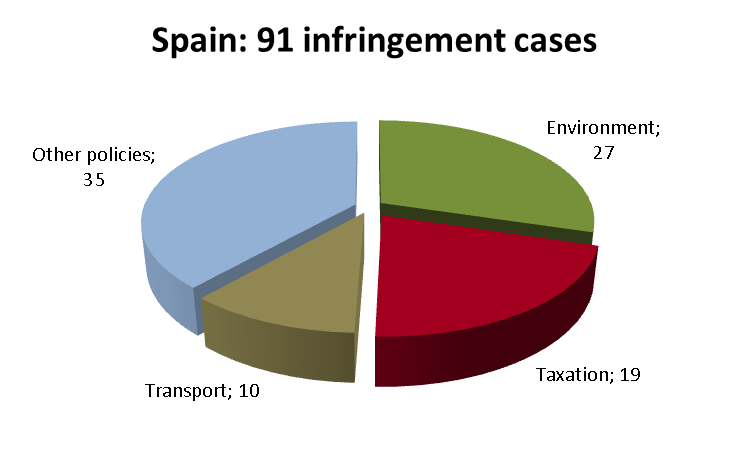 Spain: 91 infringement cases
Environment;
27
Other policies;
35
Taxation; 19
Transport; 10